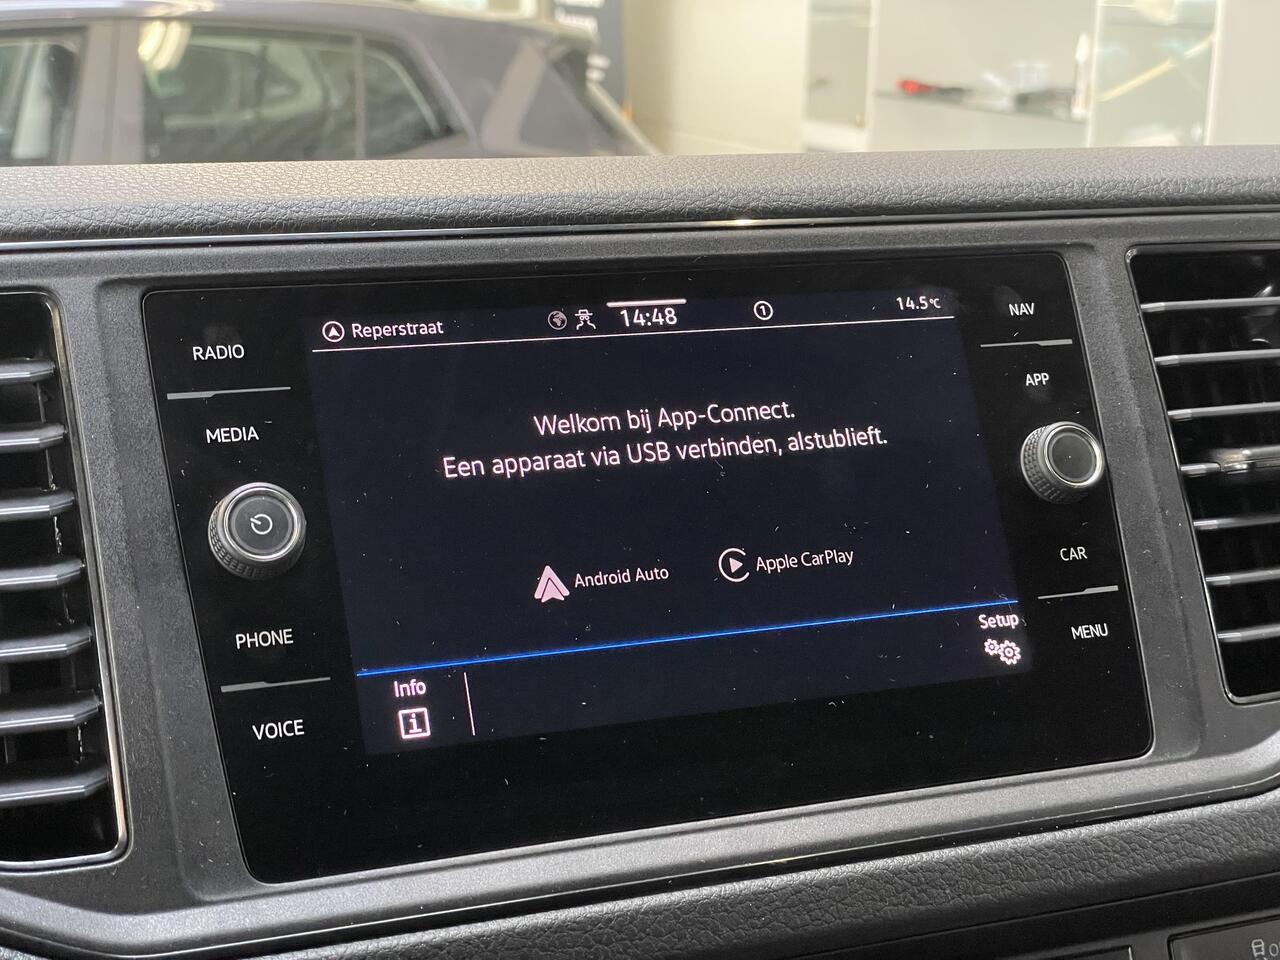 Reperstraat
14:48
1
14.5°C
RADIO
MEDIA
PHONE
VOICE
Welkom bij App-Connect.
Een apparaat via USB verbinden, alstublieft.
Android Auto
Apple CarPlay
Info
i
Setup
NAV
APP
CAR
MENU